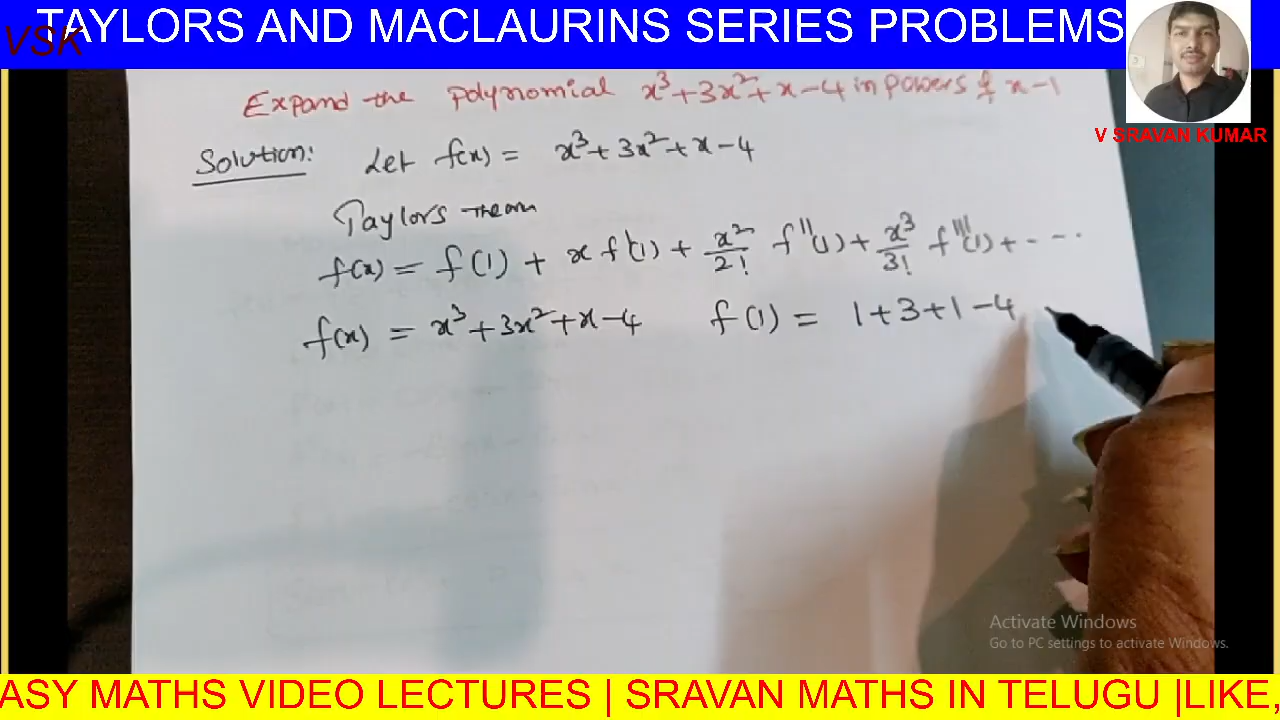 TAYLORS AND MACLAURINS SERIES PROBLEMS
VSK
V SRAVAN KUMAR
Expand the polynomial x³+3x²+x-4 in powers of x-1
Solution: Let f(x) = x³+3x²+x-4
Taylors
f(x) = f(1) + x f'(1) + x²/2! f''(1) + x³/3! f'''(1) + - - -
f(x) = x³+3x²+x-4 f(1) = 1+3+1-4
Activate Windows
Go to PC settings to activate Windows.
ASY MATHS VIDEO LECTURES | SRAVAN MATHS IN TELUGU |LIKE,